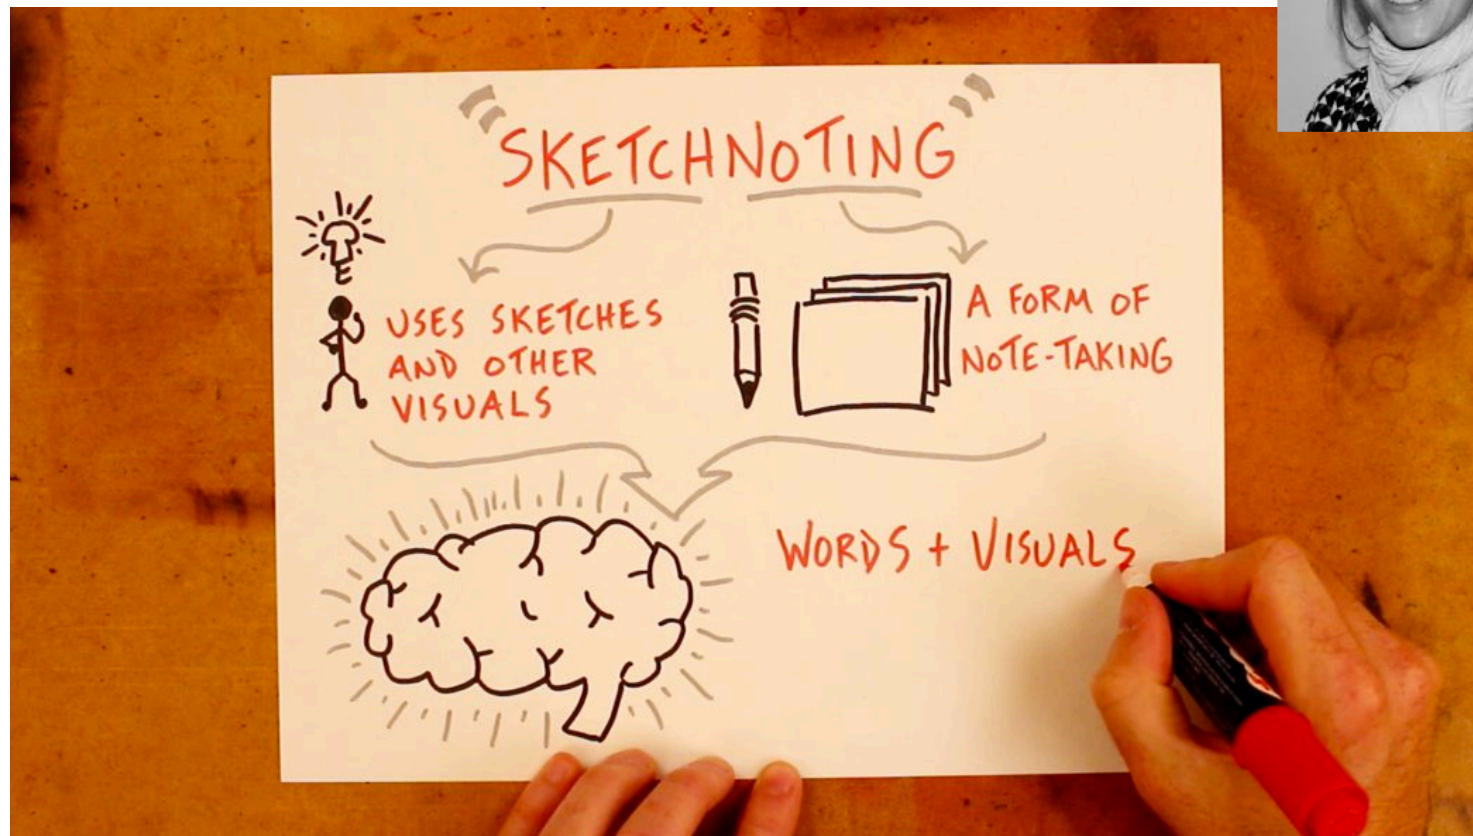 SKETCHNOTING
USES SKETCHES
AND OTHER
VISUALS
A FORM OF
NOTE-TAKING
WORDS + VISUALS